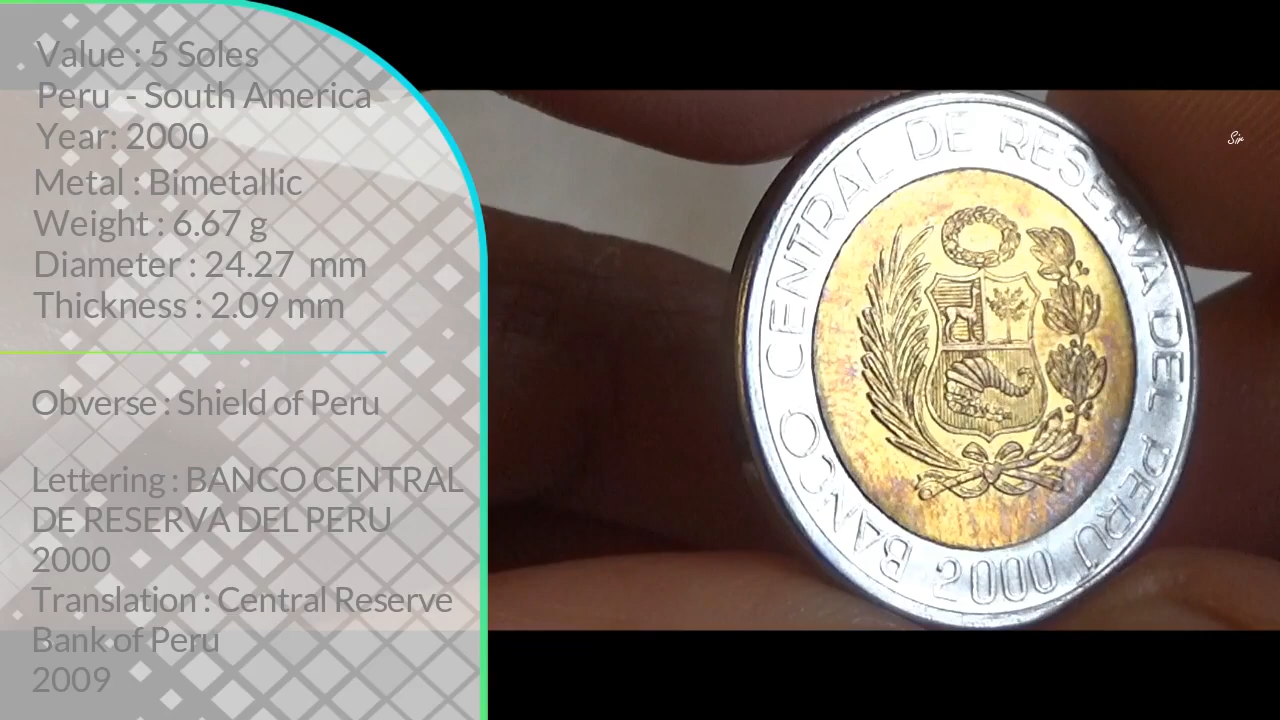 Value : 5 Soles
Peru - South America
Year: 2000
Metal : Bimetallic
Weight : 6.67 g
Diameter : 24.27 mm
Thickness : 2.09 mm
Obverse : Shield of Peru
Lettering : BANCO CENTRAL
DE RESERVA DEL PERU
2000
Translation : Central Reserve
Bank of Peru
2009
BANCO CENTRAL DE RESERVA DEL PERU
2000
Sir